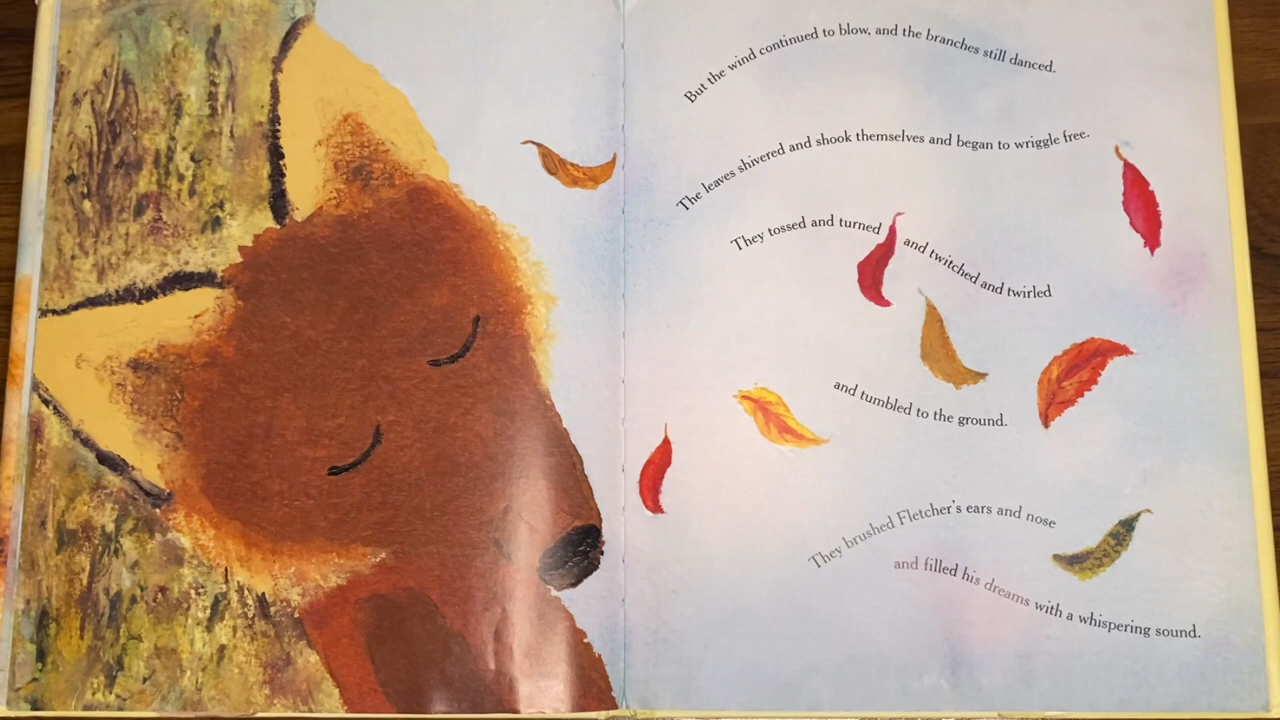 But the wind continued to blow, and the branches still danced.
The leaves shivered and shook themselves and began to wriggle free.
They tossed and turned and twitched and twirled
and tumbled to the ground.
They brushed Fletcher's ears and nose
and filled his dreams with a whispering sound.